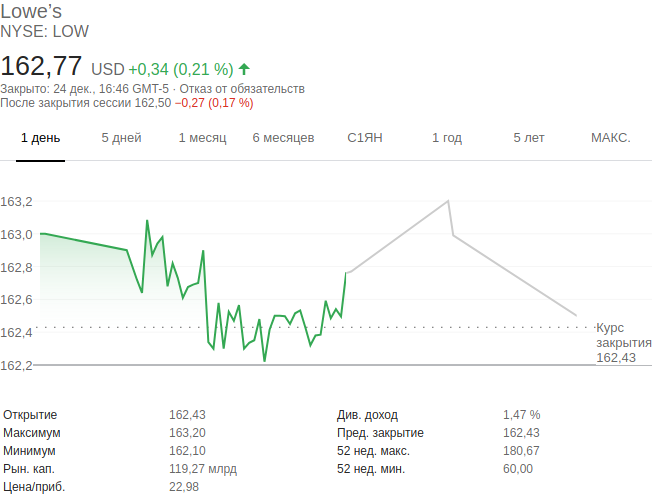 Lowe’s
NYSE: LOW
162,77 USD +0,34 (0,21 %)
Закрыто: 24 дек., 16:46 GMT-5 · Отказ от обязательств
После закрытия сессии 162,50 −0,27 (0,17 %)
1 день 5 дней 1 месяц 6 месяцев С1ЯН 1 год 5 лет МАКС.
163,2
163,0
162,8
162,6
162,4
162,2
Курс
закрытия
162,43
Открытие 162,43 Див. доход 1,47 %
Максимум 163,20 Пред. закрытие 162,43
Минимум 162,10 52 нед. макс. 180,67
Рын. кап. 119,27 млрд 52 нед. мин. 60,00
Цена/приб. 22,98